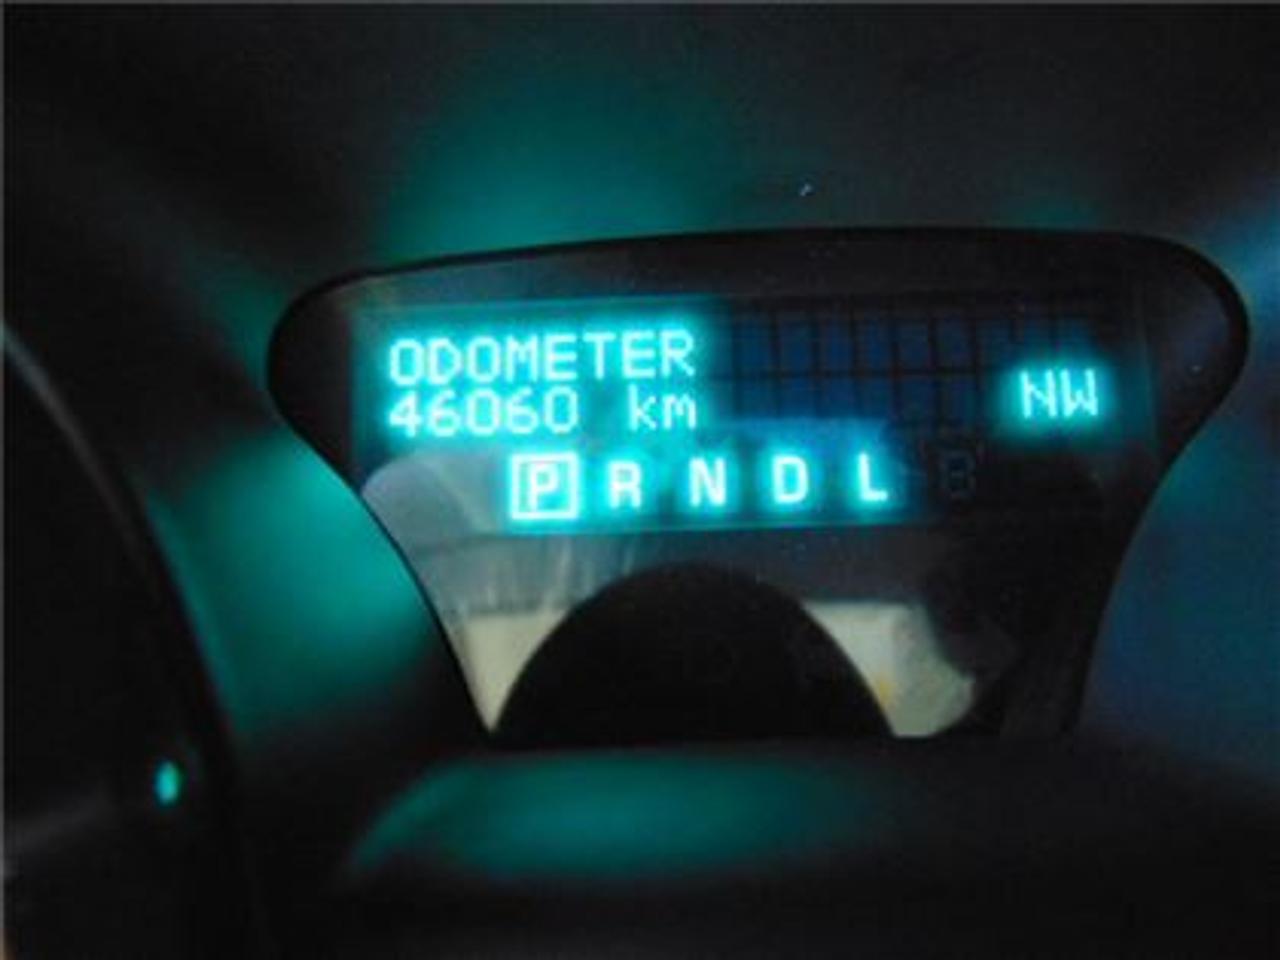 ODOMETER
46060 km
NW
P R N D L